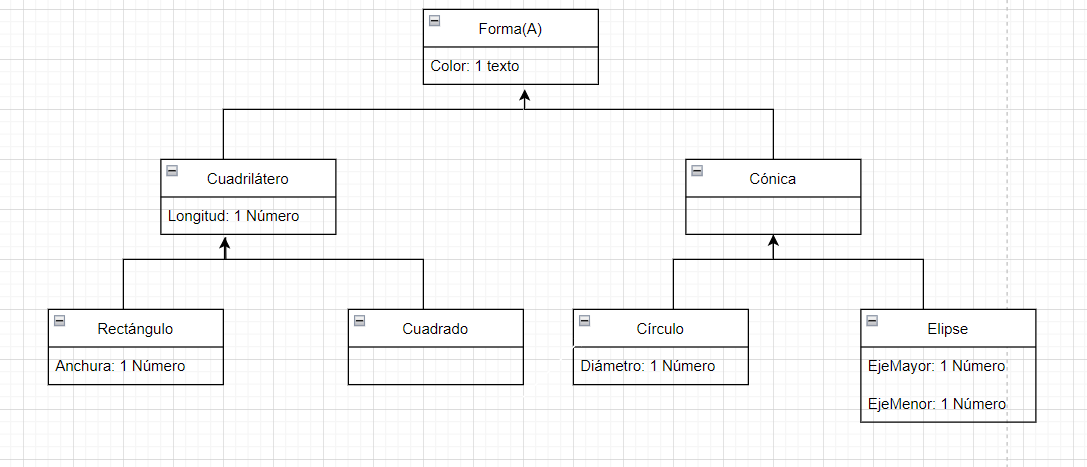 Forma(A)
Color: 1 texto
Cuadrilátero
Longitud: 1 Número
Cónica
Rectángulo
Anchura: 1 Número
Cuadrado
Círculo
Diámetro: 1 Número
Elipse
EjeMayor: 1 Número
EjeMenor: 1 Número